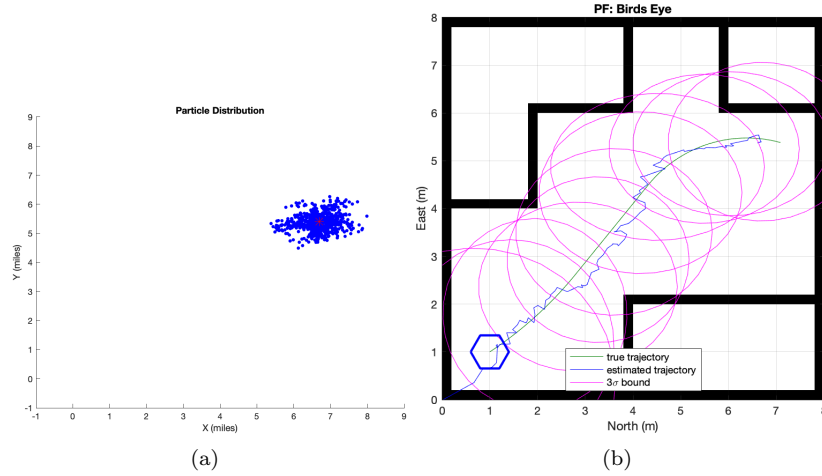 Particle Distribution
9
8
7
6
5
4
3
2
1
0
-1
Y (miles)
-1 0 1 2 3 4 5 6 7 8 9
X (miles)
(a)
PF: Birds Eye
8
7
6
5
4
3
2
1
0
East (m)
0 1 2 3 4 5 6 7 8
North (m)
true trajectory
estimated trajectory
3σ bound
(b)